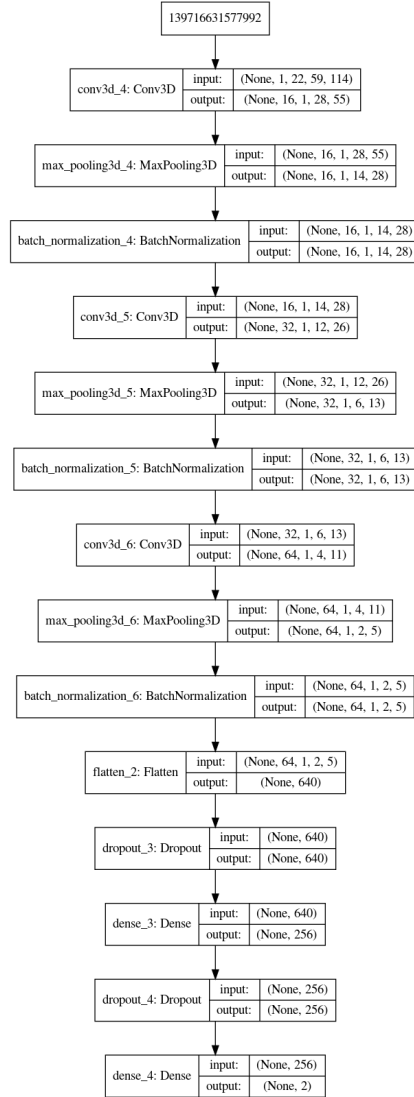 139716631577992
conv3d_4: Conv3D
input: (None, 1, 22, 59, 114)
output: (None, 16, 1, 28, 55)
max_pooling3d_4: MaxPooling3D
input: (None, 16, 1, 28, 55)
output: (None, 16, 1, 14, 28)
batch_normalization_4: BatchNormalization
input: (None, 16, 1, 14, 28)
output: (None, 16, 1, 14, 28)
conv3d_5: Conv3D
input: (None, 16, 1, 14, 28)
output: (None, 32, 1, 12, 26)
max_pooling3d_5: MaxPooling3D
input: (None, 32, 1, 12, 26)
output: (None, 32, 1, 6, 13)
batch_normalization_5: BatchNormalization
input: (None, 32, 1, 6, 13)
output: (None, 32, 1, 6, 13)
conv3d_6: Conv3D
input: (None, 32, 1, 6, 13)
output: (None, 64, 1, 4, 11)
max_pooling3d_6: MaxPooling3D
input: (None, 64, 1, 4, 11)
output: (None, 64, 1, 2, 5)
batch_normalization_6: BatchNormalization
input: (None, 64, 1, 2, 5)
output: (None, 64, 1, 2, 5)
flatten_2: Flatten
input: (None, 64, 1, 2, 5)
output: (None, 640)
dropout_3: Dropout
input: (None, 640)
output: (None, 640)
dense_3: Dense
input: (None, 640)
output: (None, 256)
dropout_4: Dropout
input: (None, 256)
output: (None, 256)
dense_4: Dense
input: (None, 256)
output: (None, 2)